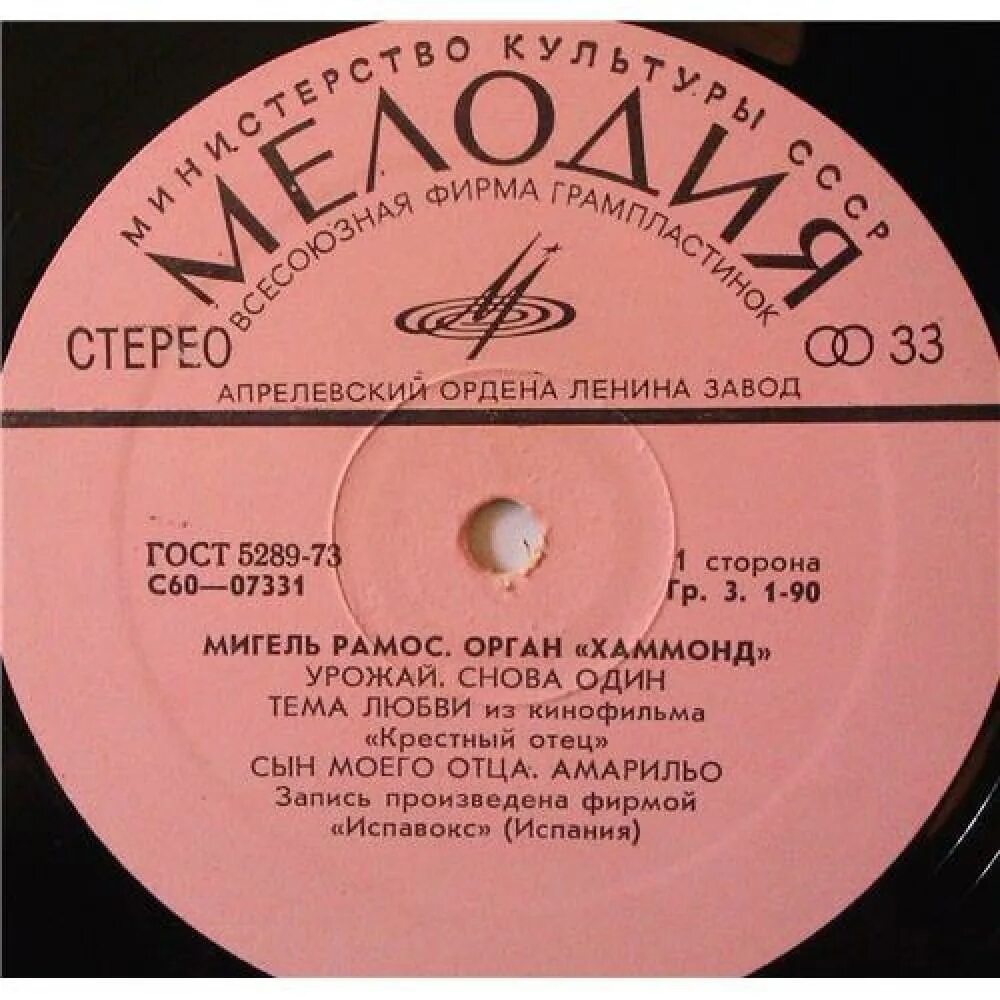 МИНИСТЕРСТВО КУЛЬТУРЫ СССР
МЕЛОДИЯ
ВСЕСОЮЗНАЯ ФИРМА ГРАМПЛАСТИНОК
СТЕРЕО
33
АПРЕЛЕВСКИЙ ОРДЕНА ЛЕНИНА ЗАВОД
ГОСТ 5289-73
С60—07331
1 сторона
Гр. 3. 1-90
МИГЕЛЬ РАМОС. ОРГАН «ХАММОНД»
УРОЖАЙ. СНОВА ОДИН
ТЕМА ЛЮБВИ из кинофильма
«Крестный отец»
СЫН МОЕГО ОТЦА. АМАРИЛЬО
Запись произведена фирмой
«Испавокс» (Испания)